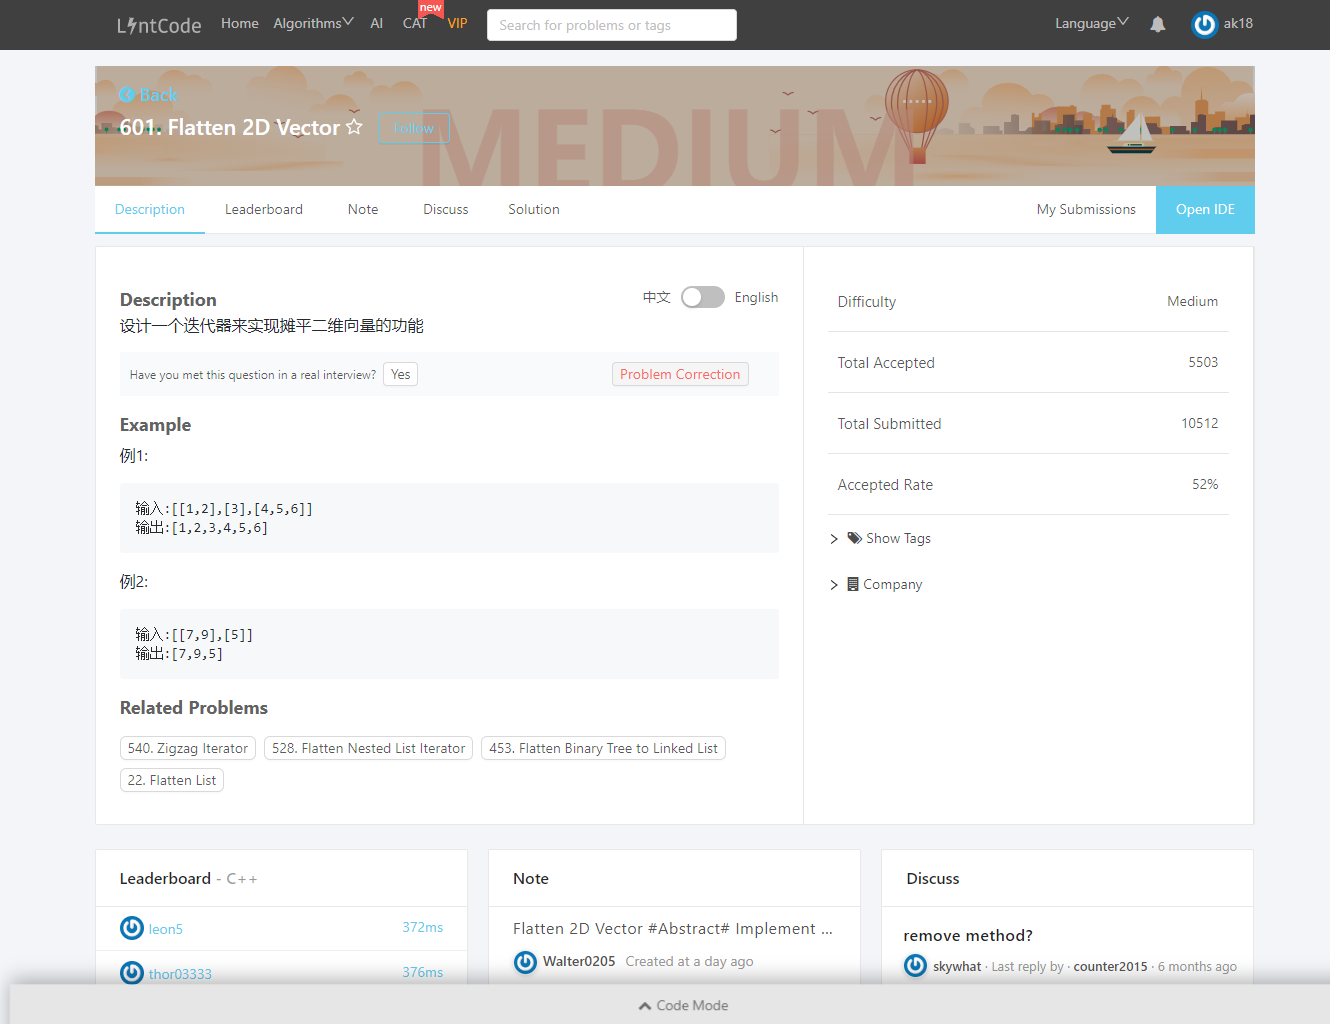 LintCode Home Algorithms AI CAT new VIP Search for problems or tags Language ak18
Back
601. Flatten 2D Vector Follow
MEDIUM
Description Leaderboard Note Discuss Solution My Submissions Open IDE
Description 中文 English
设计一个迭代器来实现摊平二维向量的功能
Have you met this question in a real interview? Yes Problem Correction
Example
例1:
输入:[[1,2],[3],[4,5,6]]
输出:[1,2,3,4,5,6]
例2:
输入:[[7,9],[5]]
输出:[7,9,5]
Related Problems
540. Zigzag Iterator 528. Flatten Nested List Iterator 453. Flatten Binary Tree to Linked List
22. Flatten List
Difficulty Medium
Total Accepted 5503
Total Submitted 10512
Accepted Rate 52%
Show Tags
Company
Leaderboard - C++
leon5 372ms
thor03333 376ms
Note
Flatten 2D Vector #Abstract# Implement ...
Walter0205 Created at a day ago
Discuss
remove method?
skywhat · Last reply by · counter2015 · 6 months ago
Code Mode